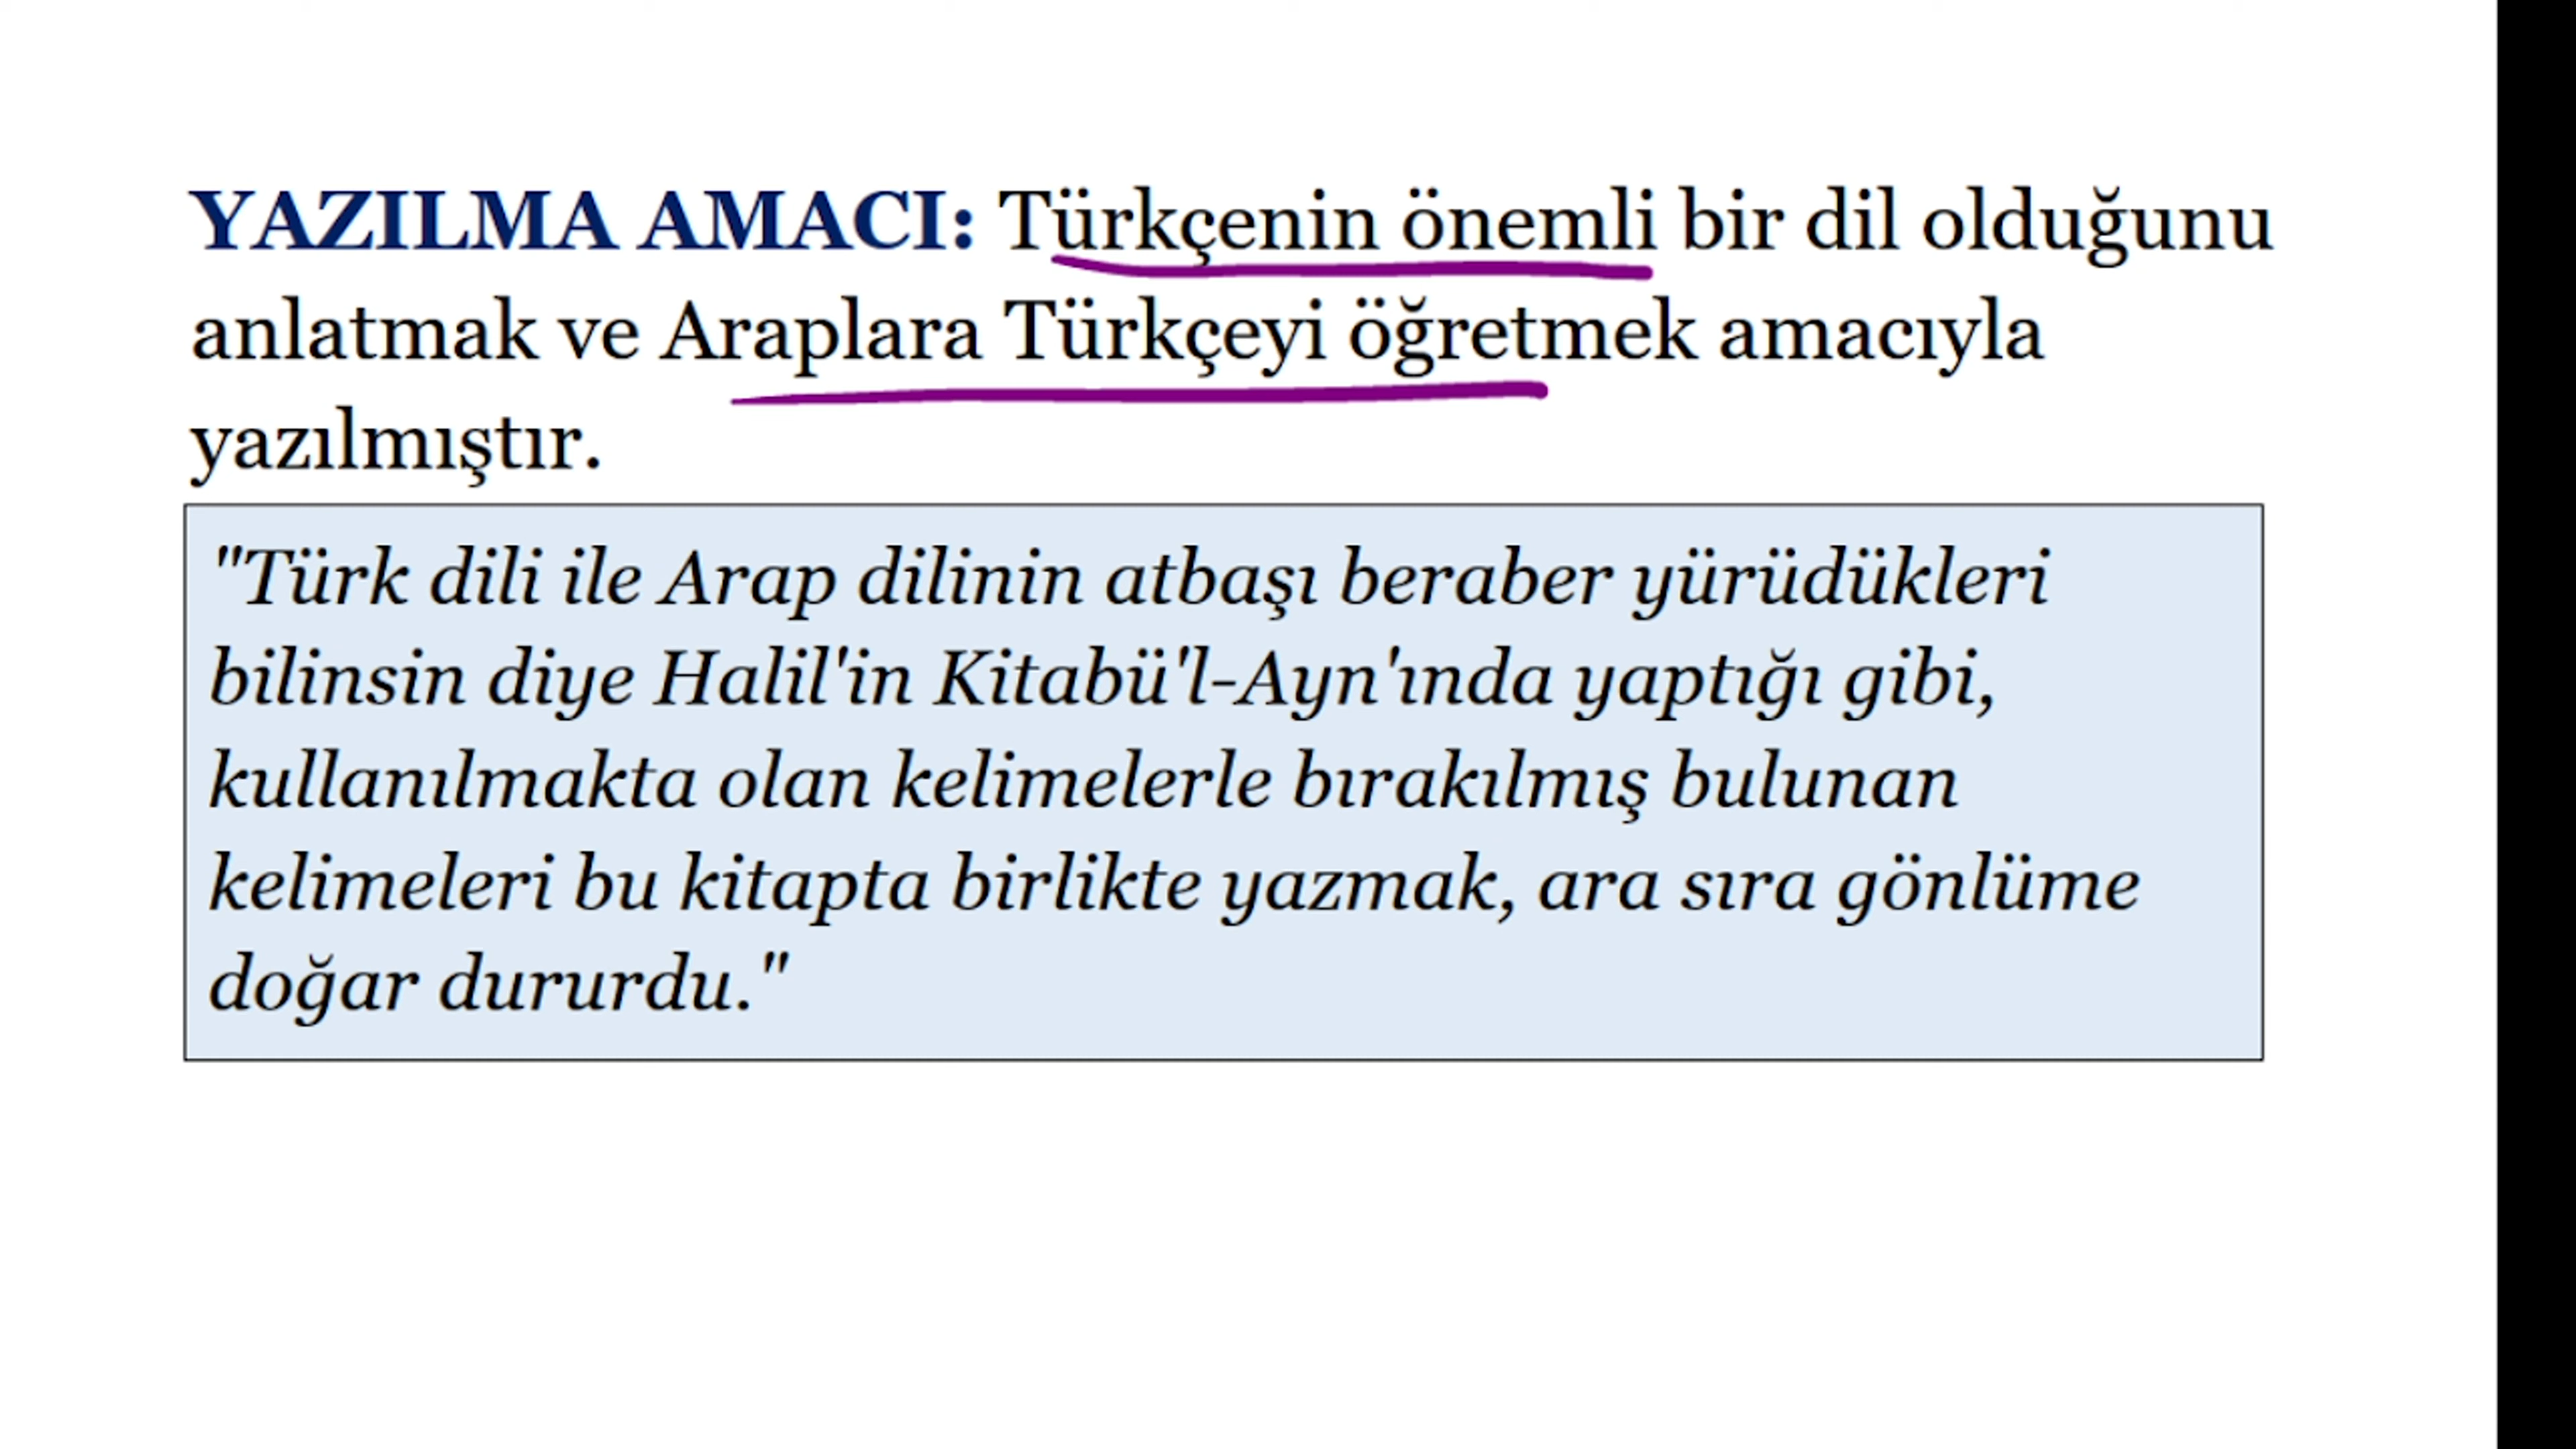 YAZILMA AMACI: Türkçenin önemli bir dil olduğunu
anlatmak ve Araplara Türkçeyi öğretmek amacıyla
yazılmıştır.
"Türk dili ile Arap dilinin atbaşı beraber yürüdükleri
bilinsin diye Halil'in Kitabü'l-Ayn'ında yaptığı gibi,
kullanılmakta olan kelimelerle bırakılmış bulunan
kelimeleri bu kitapta birlikte yazmak, ara sıra gönlüme
doğar dururdu."